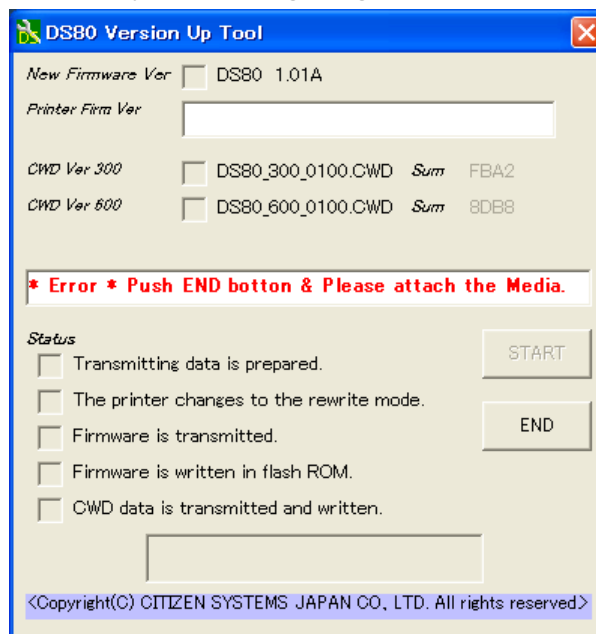 DS80 Version Up Tool
New Firmware Ver DS80 1.01A
Printer Firm Ver
CWD Ver 300 DS80_300_0100.CWD Sum FBA2
CWD Ver 600 DS80_600_0100.CWD Sum 8DB8
* Error * Push END botton & Please attach the Media.
Status
START
Transmitting data is prepared.
The printer changes to the rewrite mode.
END
Firmware is transmitted.
Firmware is written in flash ROM.
CWD data is transmitted and written.
<Copyright(C) CITIZEN SYSTEMS JAPAN CO., LTD. All rights reserved>